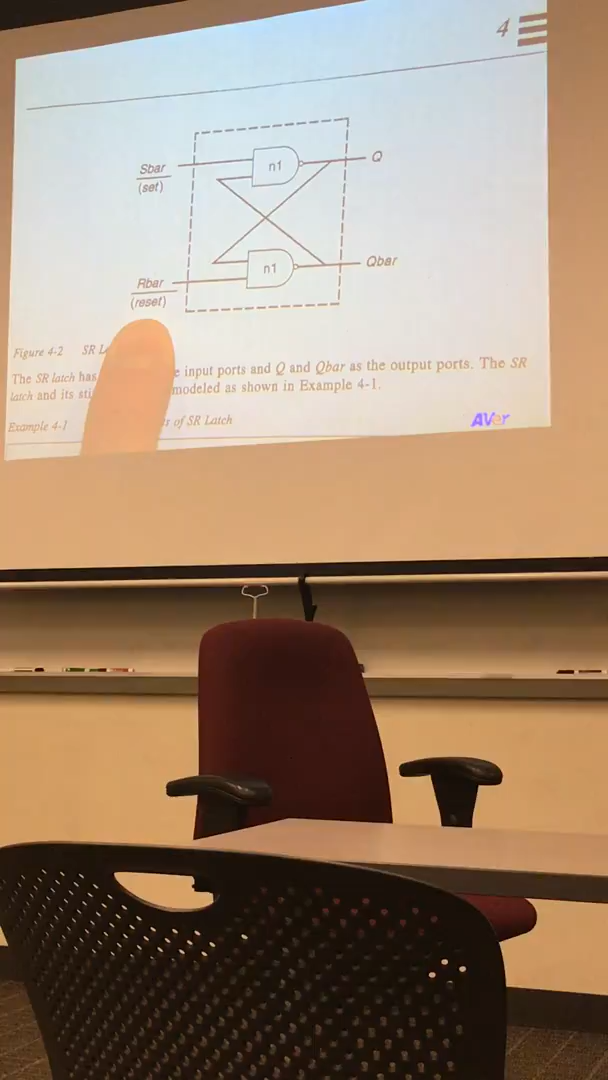 4
Sbar
(set)
n1
Q
Rbar
(reset)
n1
Qbar
Figure 4-2 SR
The SR latch has input ports and Q and Qbar as the output ports. The SR
latch and its modeled as shown in Example 4-1.
Example 4-1 of SR Latch
AVer